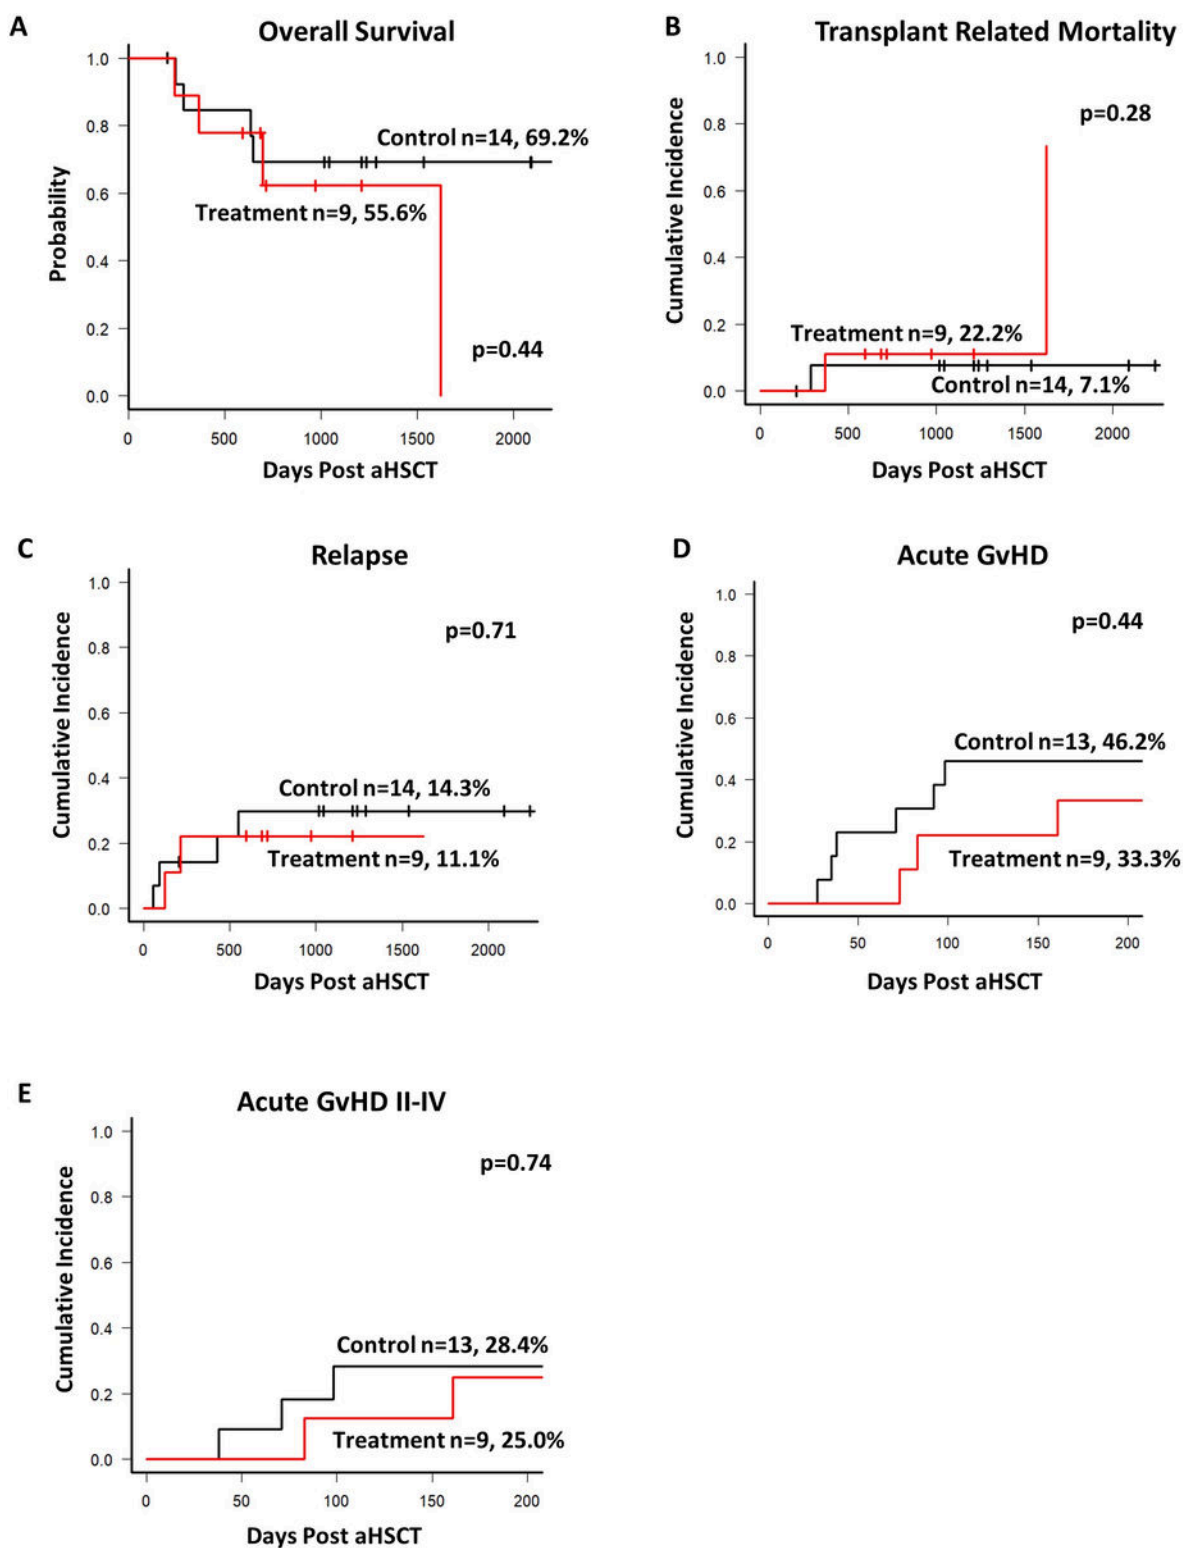 A
Overall Survival
1.0
0.8
0.6
0.4
0.2
0.0
Probability
Control n=14, 69.2%
Treatment n=9, 55.6%
p=0.44
0 500 1000 1500 2000
Days Post aHSCT
B
Transplant Related Mortality
1.0
0.8
0.6
0.4
0.2
0.0
Cumulative Incidence
p=0.28
Treatment n=9, 22.2%
Control n=14, 7.1%
0 500 1000 1500 2000
Days Post aHSCT
C
Relapse
1.0
0.8
0.6
0.4
0.2
0.0
Cumulative Incidence
p=0.71
Control n=14, 14.3%
Treatment n=9, 11.1%
0 500 1000 1500 2000
Days Post aHSCT
D
Acute GvHD
1.0
0.8
0.6
0.4
0.2
0.0
Cumulative Incidence
p=0.44
Control n=13, 46.2%
Treatment n=9, 33.3%
0 50 100 150 200
Days Post aHSCT
E
Acute GvHD II-IV
1.0
0.8
0.6
0.4
0.2
0.0
Cumulative Incidence
p=0.74
Control n=13, 28.4%
Treatment n=9, 25.0%
0 50 100 150 200
Days Post aHSCT